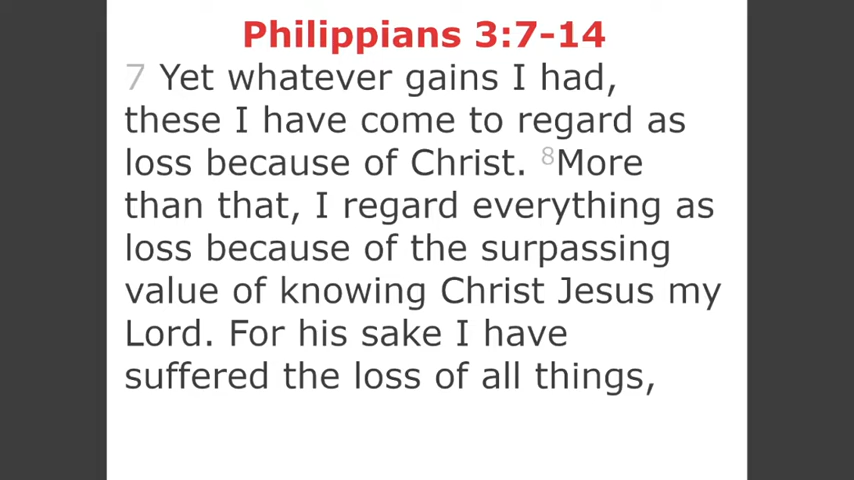 Philippians 3:7-14
7 Yet whatever gains I had,
these I have come to regard as
loss because of Christ. 8More
than that, I regard everything as
loss because of the surpassing
value of knowing Christ Jesus my
Lord. For his sake I have
suffered the loss of all things,